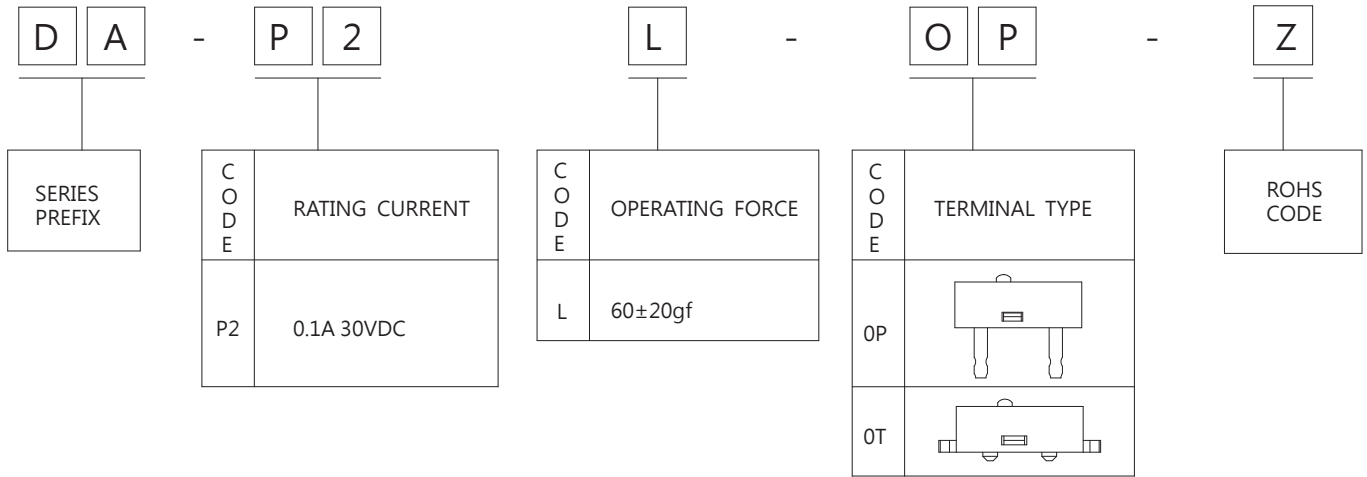 D A - P 2 L - O P - Z
SERIES
PREFIX
C
O
D
E
RATING CURRENT
P2
0.1A 30VDC
C
O
D
E
OPERATING FORCE
L
60±20gf
C
O
D
E
TERMINAL TYPE
0P
0T
ROHS
CODE